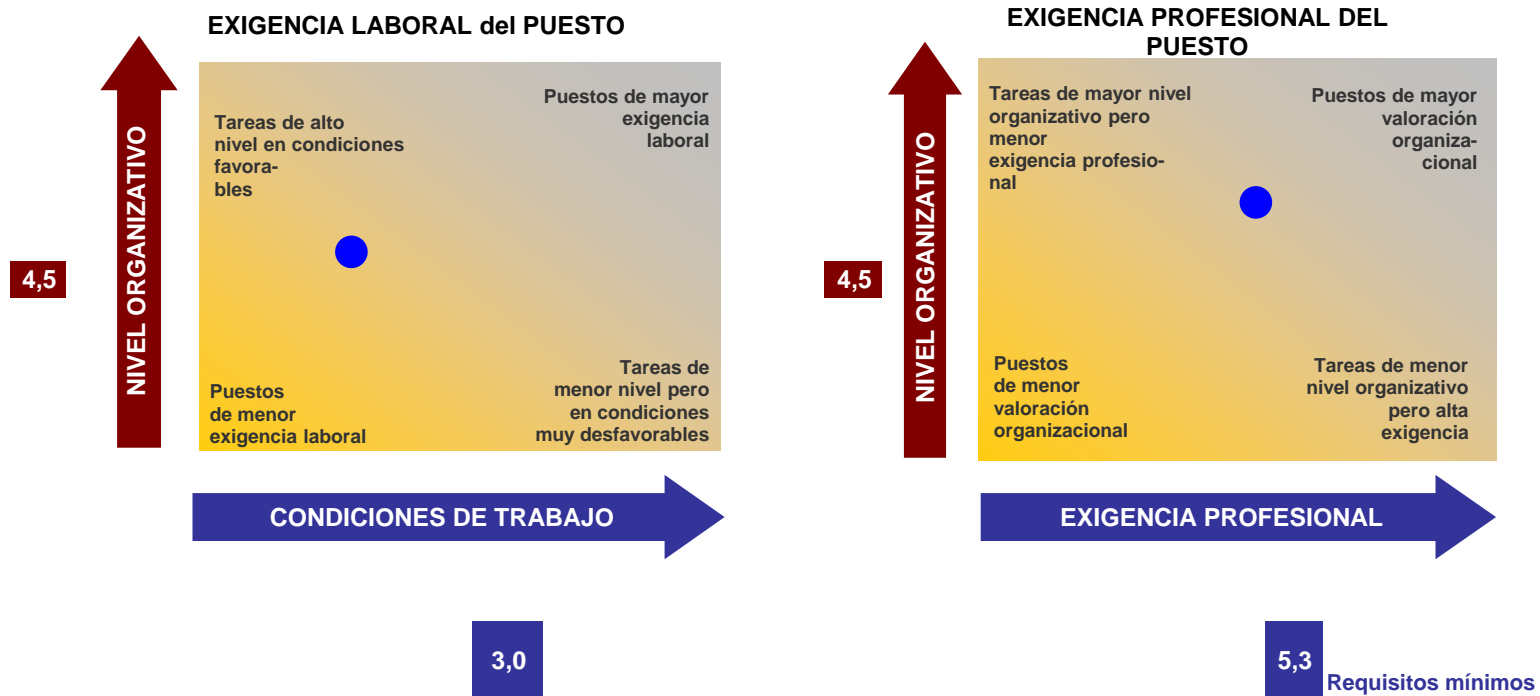 EXIGENCIA LABORAL del PUESTO
NIVEL ORGANIZATIVO
4,5
Tareas de alto
nivel en condiciones
favora-
bles
Puestos de mayor
exigencia
laboral
Puestos
de menor
exigencia laboral
Tareas de
menor nivel pero
en condiciones
muy desfavorables
CONDICIONES DE TRABAJO
3,0
EXIGENCIA PROFESIONAL DEL
PUESTO
NIVEL ORGANIZATIVO
4,5
Tareas de mayor nivel
organizativo pero
menor
exigencia profesio-
nal
Puestos de mayor
valoración
organiza-
cional
Puestos
de menor
valoración
organizacional
Tareas de menor
nivel organizativo
pero alta
exigencia
EXIGENCIA PROFESIONAL
5,3
Requisitos mínimos